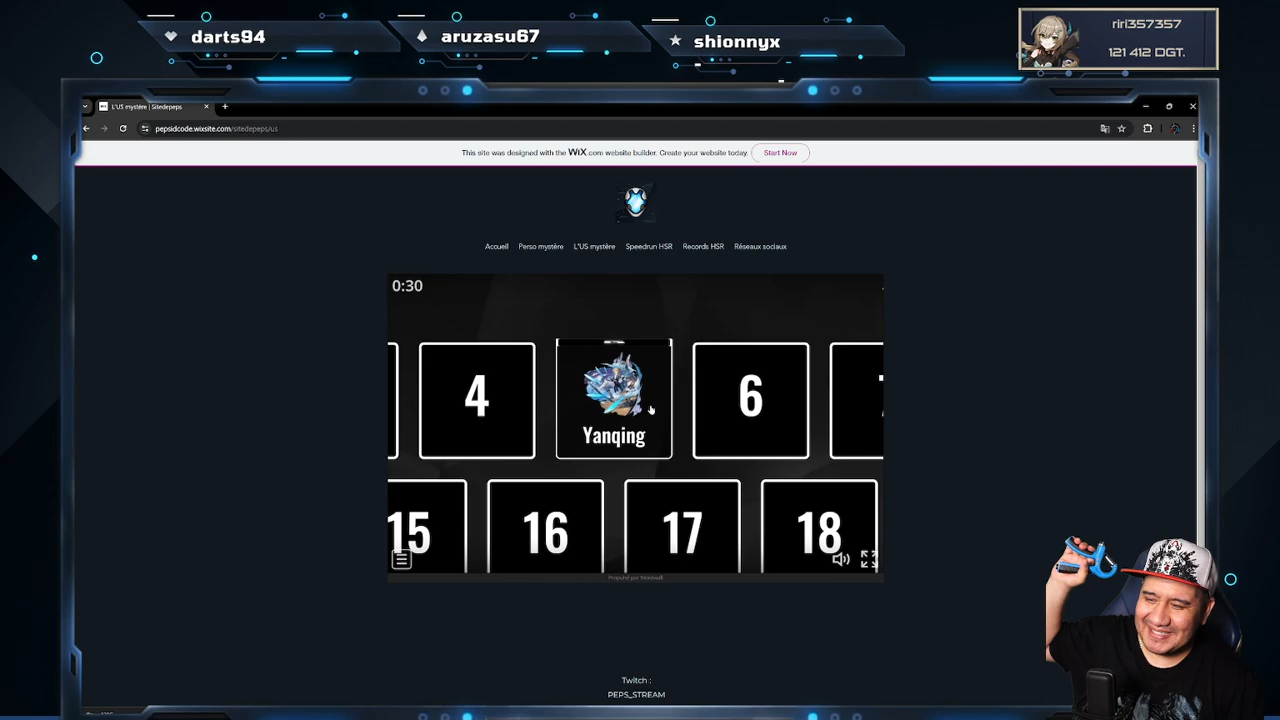 darts94
aruzasu67
shionnyx
riri357357
121 412 DGT.
L'US mystère | Sitedepeps
pepsidcode.wixsite.com/sitedepeps/us
This site was designed with the WiX.com website builder. Create your website today.
Start Now
Accueil
Perso mystère
L'US mystère
Speedrun HSR
Records HSR
Réseaux sociaux
0:30
4
Yanqing
6
15
16
17
18
Twitch :
PEPS_STREAM